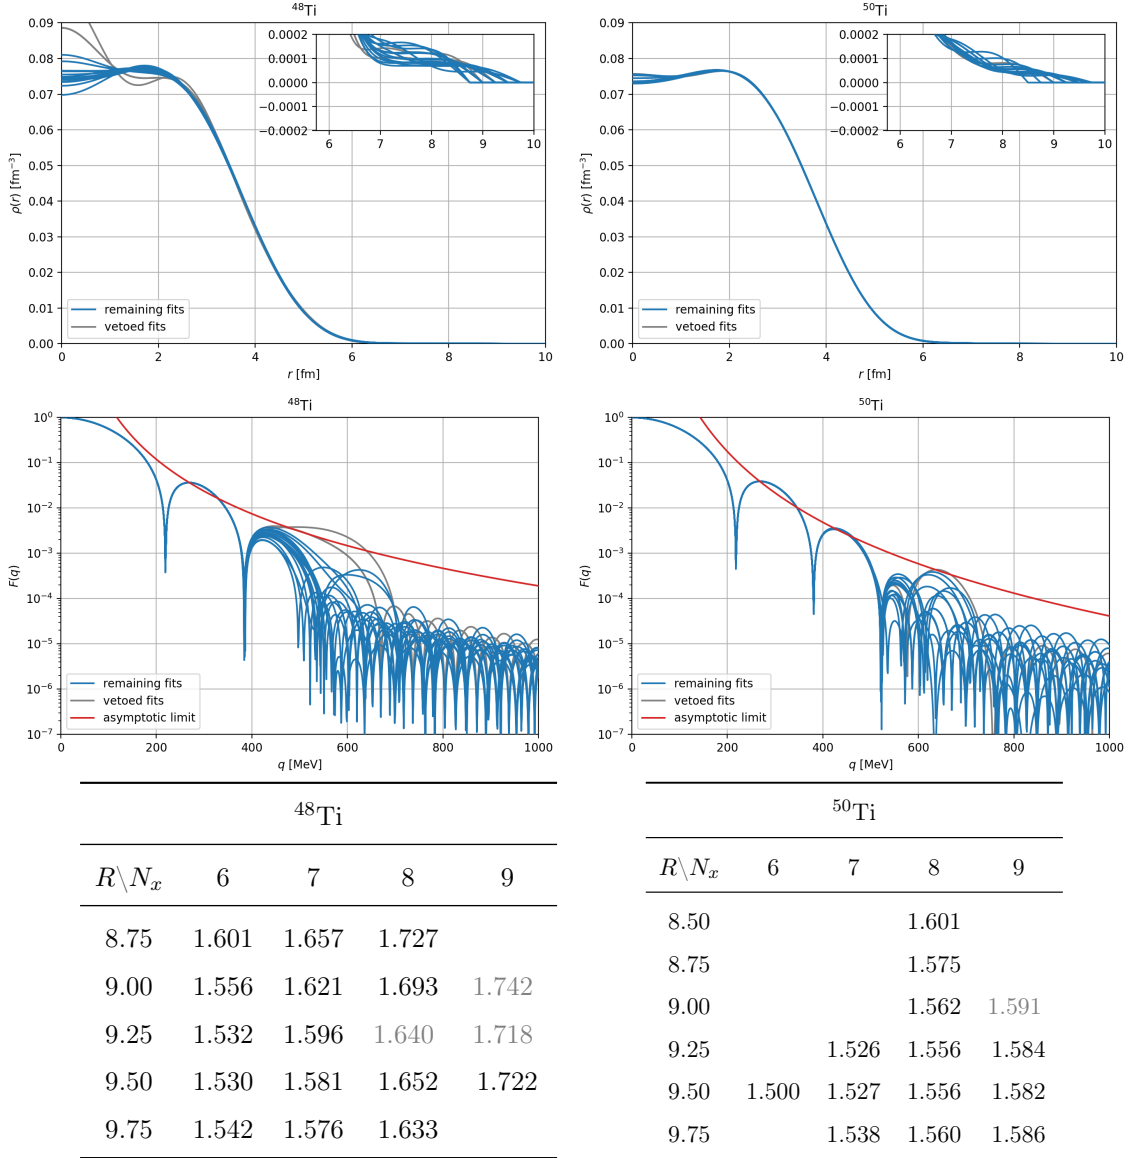 ⁴⁸Ti
0.09
0.08
0.07
0.06
0.05
0.04
0.03
0.02
0.01
0.00
ρ(r) [fm⁻³]
0.0002
0.0001
0.0000
−0.0001
−0.0002
6 7 8 9 10
remaining fits
vetoed fits
0 2 4 6 8 10
r [fm]
⁵⁰Ti
0.09
0.08
0.07
0.06
0.05
0.04
0.03
0.02
0.01
0.00
ρ(r) [fm⁻³]
0.0002
0.0001
0.0000
−0.0001
−0.0002
6 7 8 9 10
remaining fits
vetoed fits
0 2 4 6 8 10
r [fm]
⁴⁸Ti
10⁰
10⁻¹
10⁻²
10⁻³
10⁻⁴
10⁻⁵
10⁻⁶
10⁻⁷
F(q)
remaining fits
vetoed fits
asymptotic limit
0 200 400 600 800 1000
q [MeV]
⁵⁰Ti
10⁰
10⁻¹
10⁻²
10⁻³
10⁻⁴
10⁻⁵
10⁻⁶
10⁻⁷
F(q)
remaining fits
vetoed fits
asymptotic limit
0 200 400 600 800 1000
q [MeV]
⁴⁸Ti
R\Nₓ 6 7 8 9
8.75 1.601 1.657 1.727
9.00 1.556 1.621 1.693 1.742
9.25 1.532 1.596 1.640 1.718
9.50 1.530 1.581 1.652 1.722
9.75 1.542 1.576 1.633
⁵⁰Ti
R\Nₓ 6 7 8 9
8.50 1.601
8.75 1.575
9.00 1.562 1.591
9.25 1.526 1.556 1.584
9.50 1.500 1.527 1.556 1.582
9.75 1.538 1.560 1.586